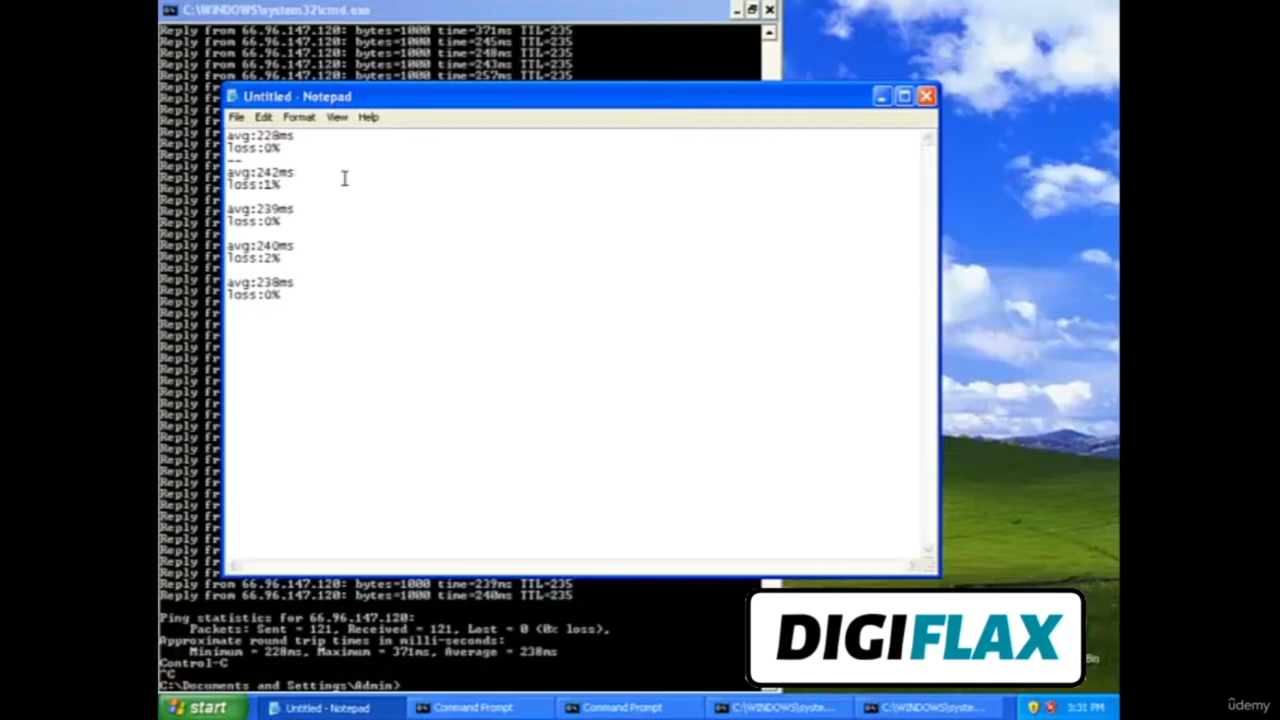 C:\WINDOWS\system32\cmd.exe
Reply from 66.96.147.120: bytes=1000 time=371ms TTL=235
Reply from 66.96.147.120: bytes=1000 time=245ms TTL=235
Reply from 66.96.147.120: bytes=1000 time=248ms TTL=235
Reply from 66.96.147.120: bytes=1000 time=243ms TTL=235
Reply from 66.96.147.120: bytes=1000 time=257ms TTL=235
Untitled - Notepad
File Edit Format View Help
avg:228ms
loss:0%
--
avg:242ms
loss:1%
avg:239ms
loss:0%
avg:240ms
loss:2%
avg:238ms
loss:0%
Reply from 66.96.147.120: bytes=1000 time=239ms TTL=235
Reply from 66.96.147.120: bytes=1000 time=240ms TTL=235
Ping statistics for 66.96.147.120:
Packets: Sent = 121, Received = 121, Lost = 0 (0% loss),
Approximate round trip times in milli-seconds:
Minimum = 228ms, Maximum = 371ms, Average = 238ms
Control-C
^C
C:\Documents and Settings\Admin>
DIGIFLAX
Bin
start Untitled - Notepad Command Prompt Command Prompt C:\WINDOWS\syste... C:\WINDOWS\syste... 3:31 PM
ûdemy